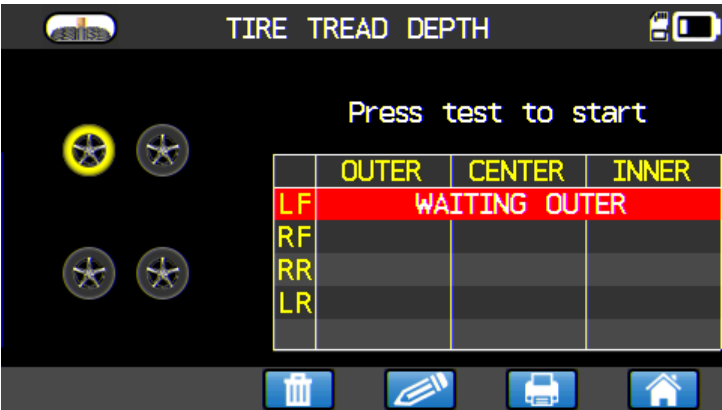 TIRE TREAD DEPTH
Press test to start
OUTER CENTER INNER
LF WAITING OUTER
RF
RR
LR